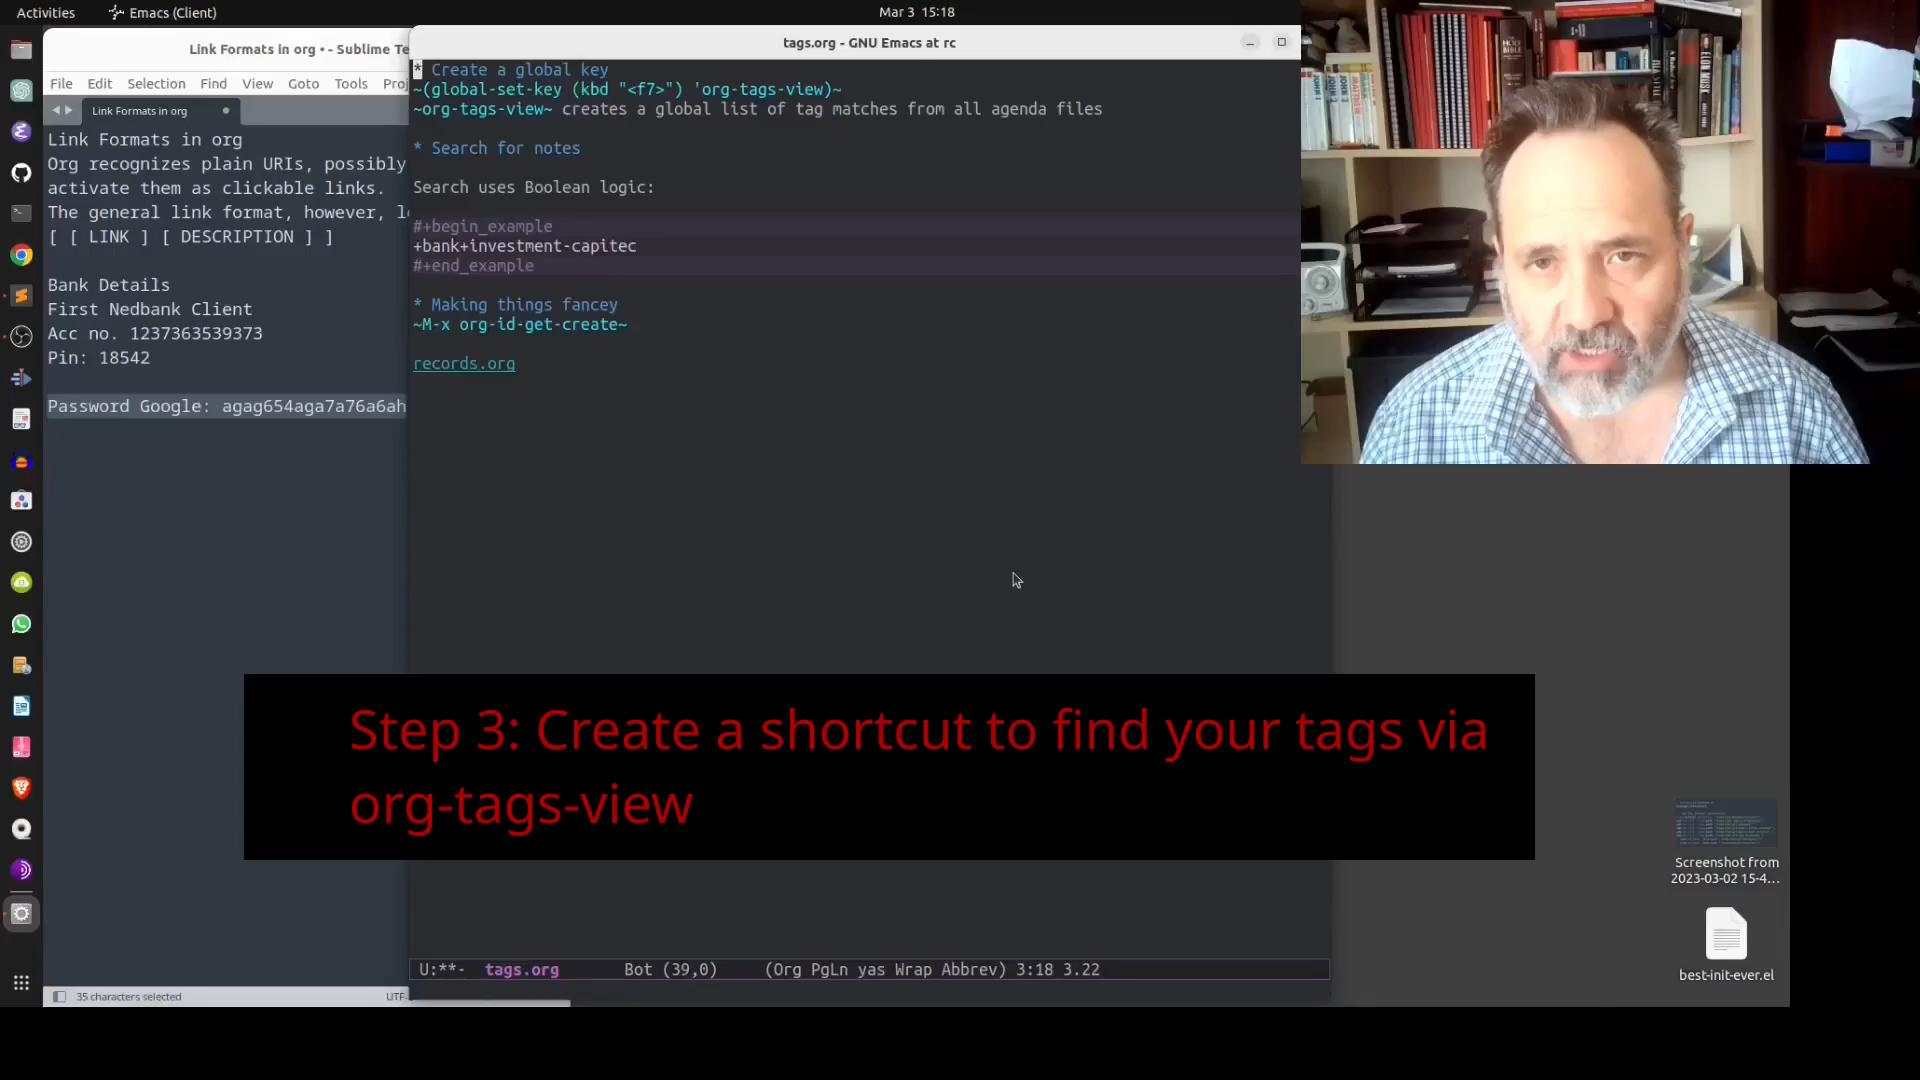 Activities
Emacs (Client)
Mar 3 15:18
Link Formats in org • - Sublime Te
File Edit Selection Find View Goto Tools Proj
Link Formats in org
Link Formats in org
Org recognizes plain URIs, possibly
activate them as clickable links.
The general link format, however, l
[ [ LINK ] [ DESCRIPTION ] ]
Bank Details
First Nedbank Client
Acc no. 1237363539373
Pin: 18542
Password Google: agag654aga7a76a6ah
35 characters selected
UTF-
tags.org - GNU Emacs at rc
* Create a global key
~(global-set-key (kbd "<f7>") 'org-tags-view)~
~org-tags-view~ creates a global list of tag matches from all agenda files
* Search for notes
Search uses Boolean logic:
#+begin_example
+bank+investment-capitec
#+end_example
* Making things fancey
~M-x org-id-get-create~
records.org
U:**- tags.org Bot (39,0) (Org PgLn yas Wrap Abbrev) 3:18 3.22
Step 3: Create a shortcut to find your tags via
org-tags-view
Screenshot from
2023-03-02 15-4...
best-init-ever.el